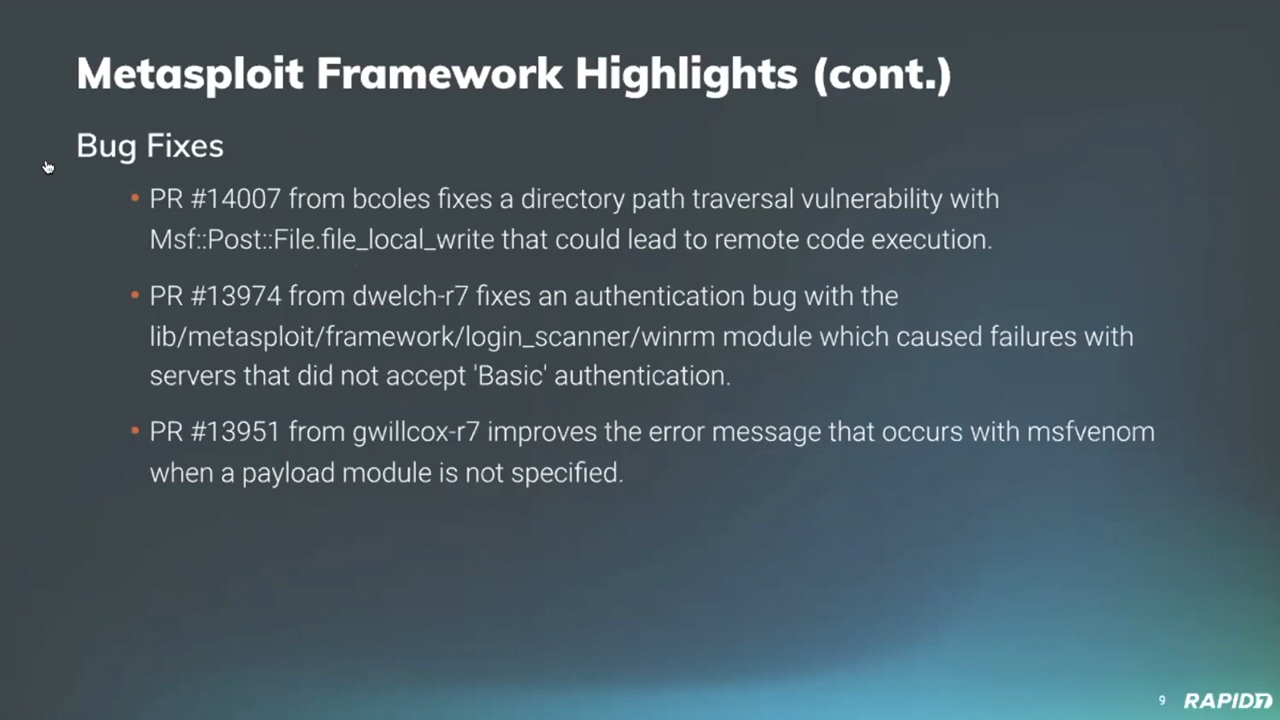 Metasploit Framework Highlights (cont.)
Bug Fixes
• PR #14007 from bcoles fixes a directory path traversal vulnerability with
Msf::Post::File.file_local_write that could lead to remote code execution.
• PR #13974 from dwelch-r7 fixes an authentication bug with the
lib/metasploit/framework/login_scanner/winrm module which caused failures with
servers that did not accept 'Basic' authentication.
• PR #13951 from gwillcox-r7 improves the error message that occurs with msfvenom
when a payload module is not specified.
9 RAPID7